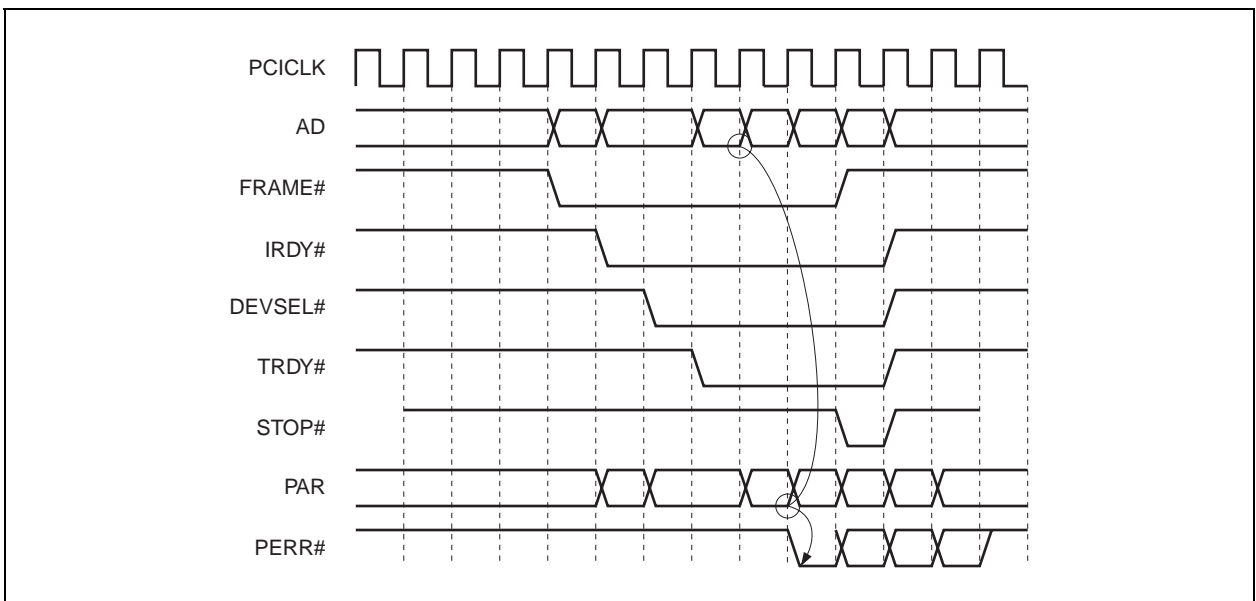 PCICLK
AD
FRAME#
IRDY#
DEVSEL#
TRDY#
STOP#
PAR
PERR#